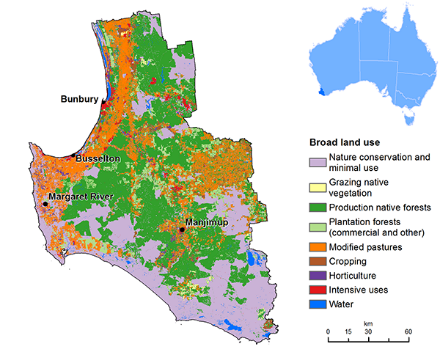 Bunbury
Busselton
Margaret River
Manjimup
Broad land use
Nature conservation and
minimal use
Grazing native
vegetation
Production native forests
Plantation forests
(commercial and other)
Modified pastures
Cropping
Horticulture
Intensive uses
Water
km
0 30 60